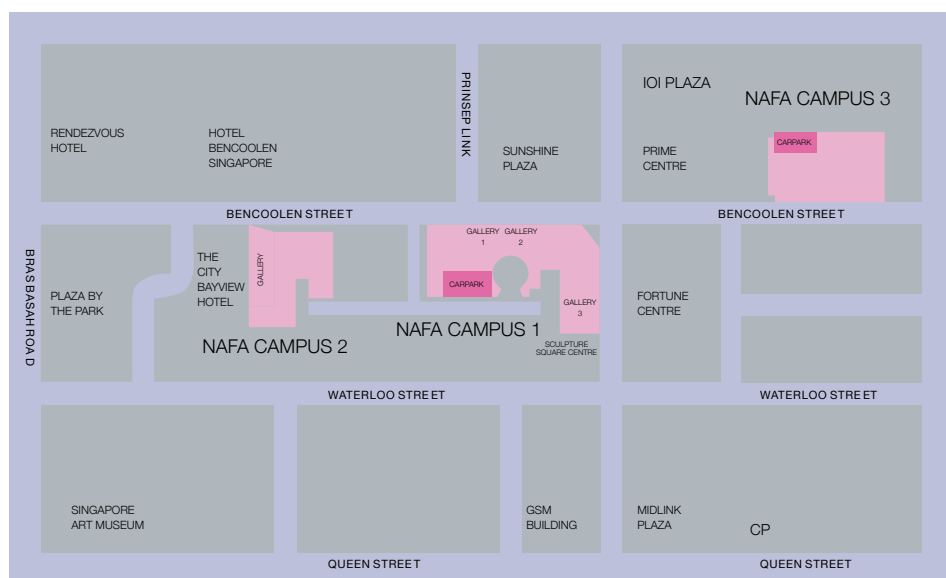 IOI PLAZA
NAFA CAMPUS 3
PRINSEP LINK
RENDEZVOUS
HOTEL
HOTEL
BENCOOLEN
SINGAPORE
SUNSHINE
PLAZA
PRIME
CENTRE
CARPARK
BENCOOLEN STREET
BENCOOLEN STREET
BRAS BASAH ROAD
PLAZA BY
THE PARK
THE
CITY
BAYVIEW
HOTEL
GALLERY
GALLERY
1
GALLERY
2
CARPARK
GALLERY
3
FORTUNE
CENTRE
NAFA CAMPUS 2
NAFA CAMPUS 1
SCULPTURE
SQUARE CENTRE
WATERLOO STREET
WATERLOO STREET
SINGAPORE
ART MUSEUM
GSM
BUILDING
MIDLINK
PLAZA
CP
QUEEN STREET
QUEEN STREET